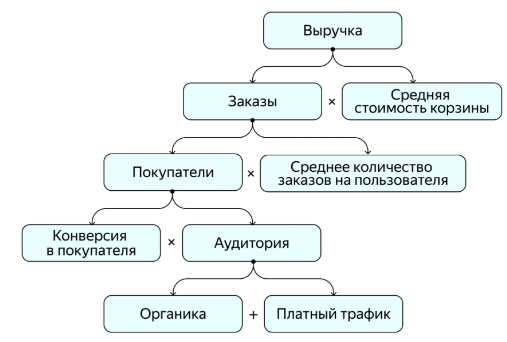 Выручка
Заказы
×
Средняя
стоимость корзины
Покупатели
×
Среднее количество
заказов на пользователя
Конверсия
в покупателя
×
Аудитория
Органика
+
Платный трафик